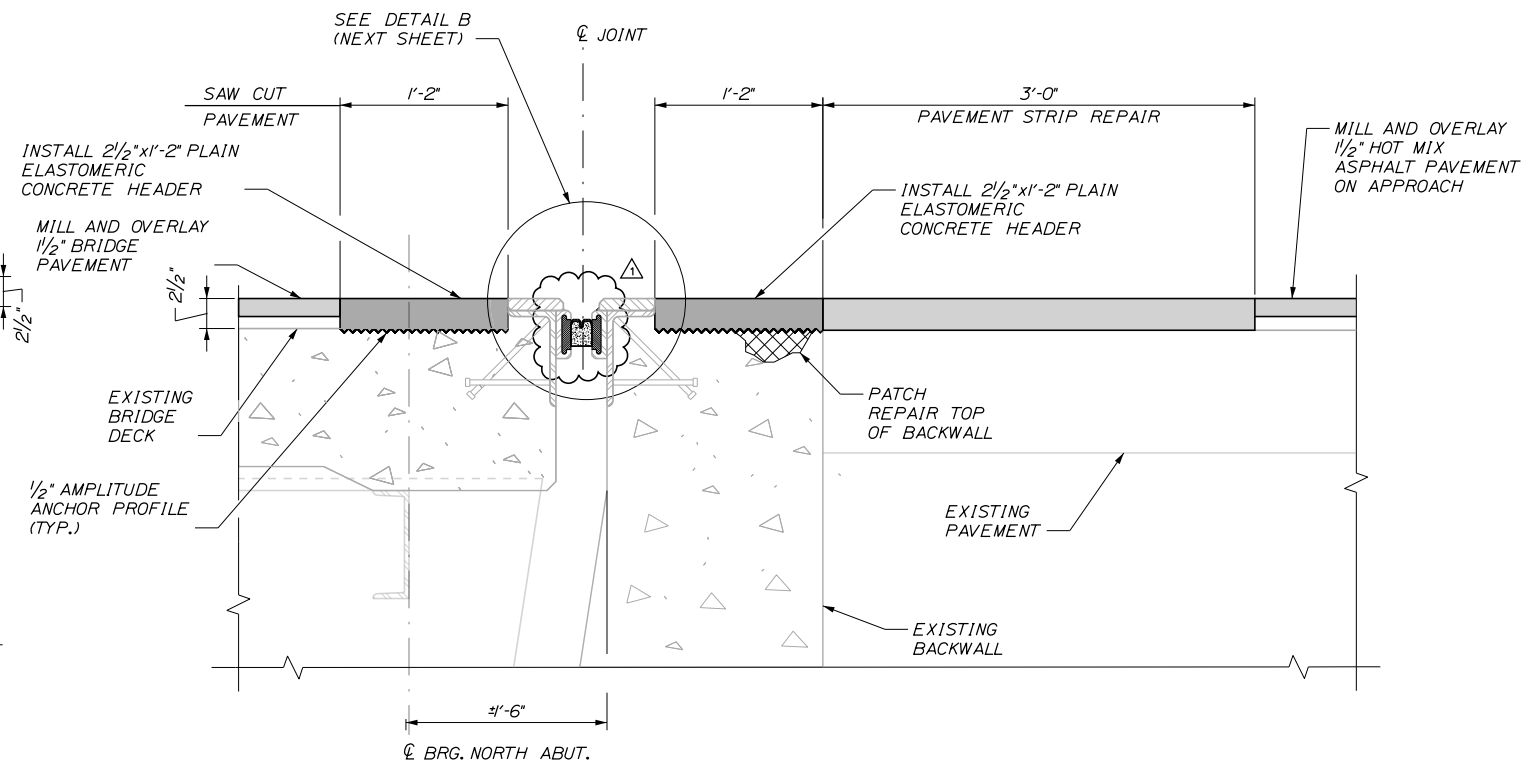 SEE DETAIL B
(NEXT SHEET)
℄ JOINT
SAW CUT
PAVEMENT
1'-2"
1'-2"
3'-0"
PAVEMENT STRIP REPAIR
MILL AND OVERLAY
1½" HOT MIX
ASPHALT PAVEMENT
ON APPROACH
INSTALL 2½"x1'-2" PLAIN
ELASTOMERIC
CONCRETE HEADER
INSTALL 2½"x1'-2" PLAIN
ELASTOMERIC
CONCRETE HEADER
MILL AND OVERLAY
1½" BRIDGE
PAVEMENT
1
2½"
2½"
EXISTING
BRIDGE
DECK
PATCH
REPAIR TOP
OF BACKWALL
½" AMPLITUDE
ANCHOR PROFILE
(TYP.)
EXISTING
PAVEMENT
EXISTING
BACKWALL
±1'-6"
℄ BRG. NORTH ABUT.